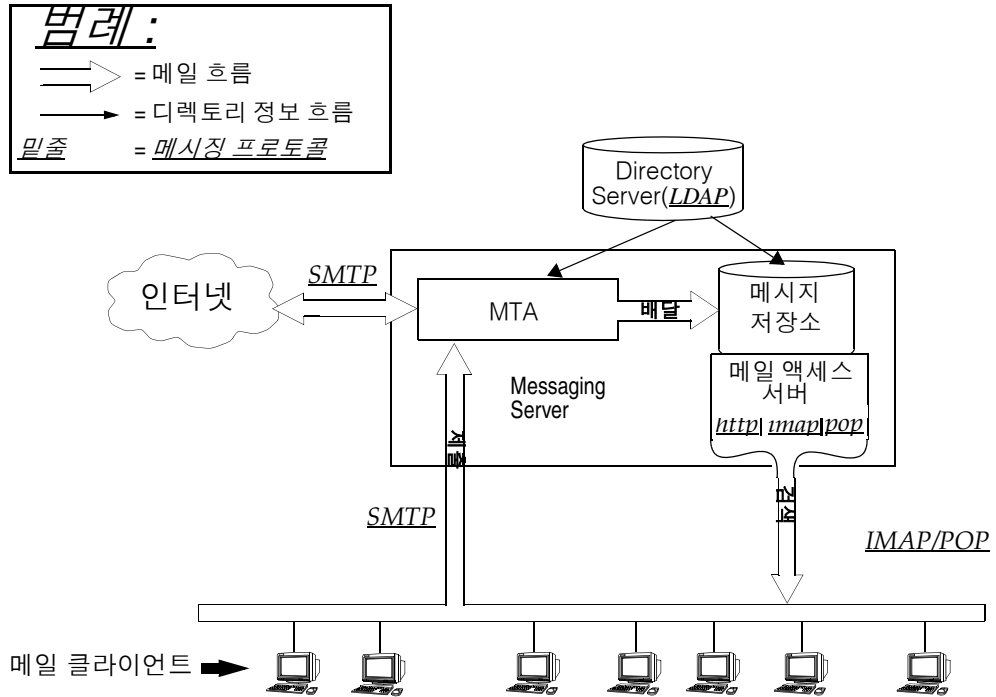 범례 :
= 메일 흐름
= 디렉토리 정보 흐름
밑줄 = 메시징 프로토콜
Directory
Server(LDAP)
인터넷
SMTP
MTA
배달
메시지
저장소
메일 액세스
서버
http| imap|pop|
Messaging
Server
제출
SMTP
검색
IMAP/POP
메일 클라이언트